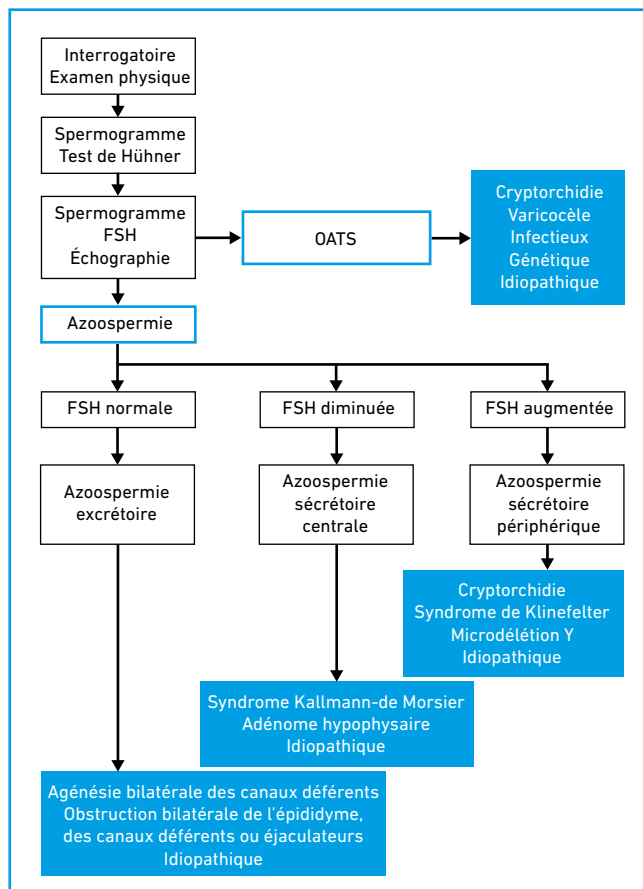 Interrogatoire
Examen physique
Spermogramme
Test de Hühner
Spermogramme
FSH
Échographie
OATS
Cryptorchidie
Varicocèle
Infectieux
Génétique
Idiopathique
Azoospermie
FSH normale
FSH diminuée
FSH augmentée
Azoospermie
excrétoire
Azoospermie
sécrétoire
centrale
Azoospermie
sécrétoire
périphérique
Cryptorchidie
Syndrome de Klinefelter
Microdélétion Y
Idiopathique
Syndrome Kallmann-de Morsier
Adénome hypophysaire
Idiopathique
Agénésie bilatérale des canaux déférents
Obstruction bilatérale de l'épididyme,
des canaux déférents ou éjaculateurs
Idiopathique